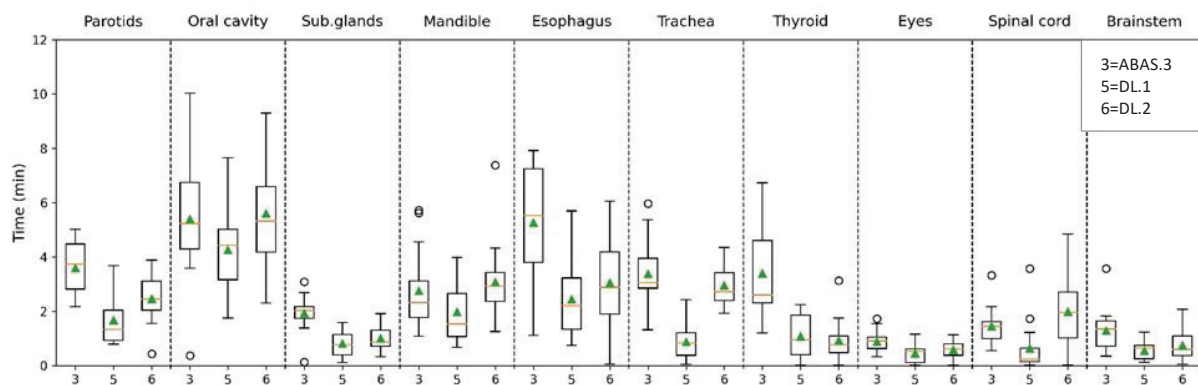 Parotids Oral cavity Sub.glands Mandible Esophagus Trachea Thyroid Eyes Spinal cord Brainstem
12
10
8
6
4
2
0
Time (min)
3=ABAS.3
5=DL.1
6=DL.2
3 5 6 3 5 6 3 5 6 3 5 6 3 5 6 3 5 6 3 5 6 3 5 6 3 5 6 3 5 6